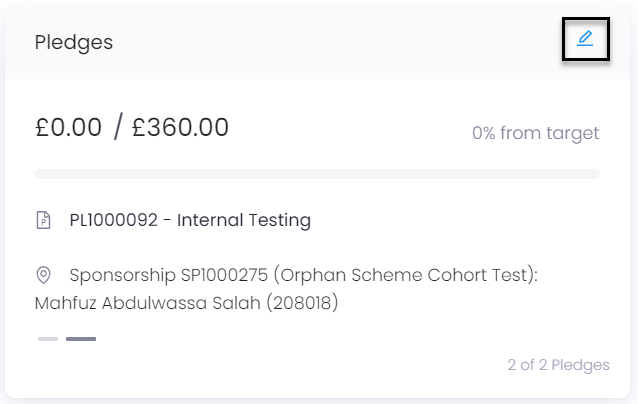 Pledges
£0.00 / £360.00
0% from target
PL1000092 - Internal Testing
Sponsorship SP1000275 (Orphan Scheme Cohort Test):
Mahfuz Abdulwassa Salah (208018)
2 of 2 Pledges